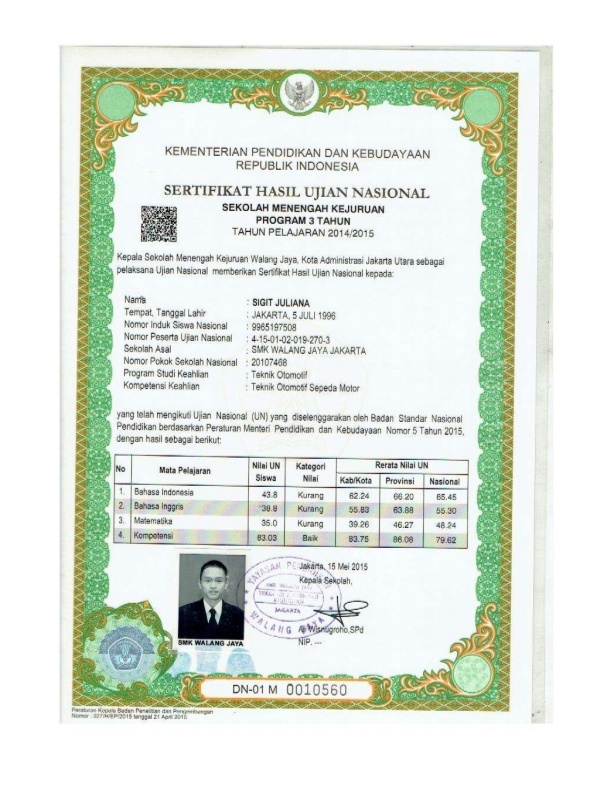 KEMENTERIAN PENDIDIKAN DAN KEBUDAYAAN
REPUBLIK INDONESIA
SERTIFIKAT HASIL UJIAN NASIONAL
SEKOLAH MENENGAH KEJURUAN
PROGRAM 3 TAHUN
TAHUN PELAJARAN 2014/2015
Kepala Sekolah Menengah Kejuruan Walang Jaya, Kota Administrasi Jakarta Utara sebagai
pelaksana Ujian Nasional memberikan Sertifikat Hasil Ujian Nasional kepada:
Nama : SIGIT JULIANA
Tempat, Tanggal Lahir : JAKARTA, 5 JULI 1996
Nomor Induk Siswa Nasional : 9965197508
Nomor Peserta Ujian Nasional : 4-15-01-02-019-270-3
Sekolah Asal : SMK WALANG JAYA JAKARTA
Nomor Pokok Sekolah Nasional : 20107468
Program Studi Keahlian : Teknik Otomotif
Kompetensi Keahlian : Teknik Otomotif Sepeda Motor
yang telah mengikuti Ujian Nasional (UN) yang diselenggarakan oleh Badan Standar Nasional
Pendidikan berdasarkan Peraturan Menteri Pendidikan dan Kebudayaan Nomor 5 Tahun 2015,
dengan hasil sebagai berikut:
No Mata Pelajaran Nilai UN Siswa Kategori Nilai Rerata Nilai UN
Kab/Kota Provinsi Nasional
1. Bahasa Indonesia 43.8 Kurang 62.24 66.20 65.45
2. Bahasa Inggris 38.8 Kurang 55.83 63.88 55.30
3. Matematika 35.0 Kurang 39.26 46.27 48.24
4. Kompetensi 83.03 Baik 83.75 86.08 79.62
Jakarta, 15 Mei 2015
Kepala Sekolah,
YAYASAN
JAKARTA
WALANG JAYA
Wisnugroho,SPd
NIP. ---
SMK WALANG JAYA
DN-01 M 0010560
Peraturan Kepala Badan Penelitian dan Pengembangan
Nomor : 027/H/EP/2015 tanggal 21 April 2015